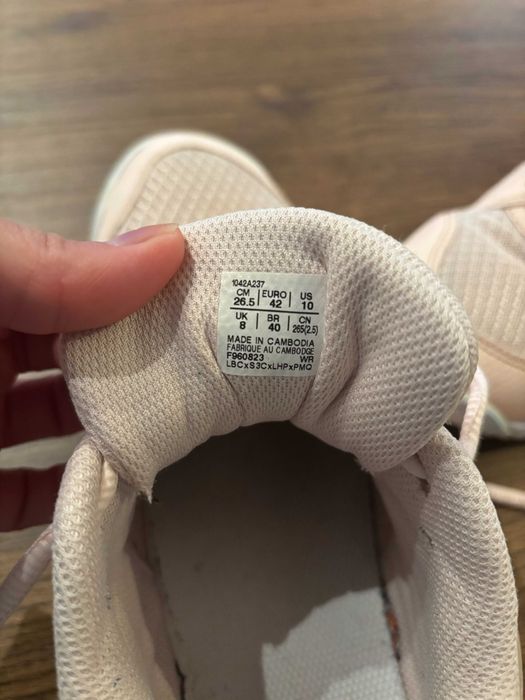 1042A237
CM EURO US
26.5 42 10
UK BR CN
8 40 265(2.5)
MADE IN CAMBODIA
FABRIQUE AU CAMBODGE
F960823 WR
LBCxS3CxLHPxPMQ